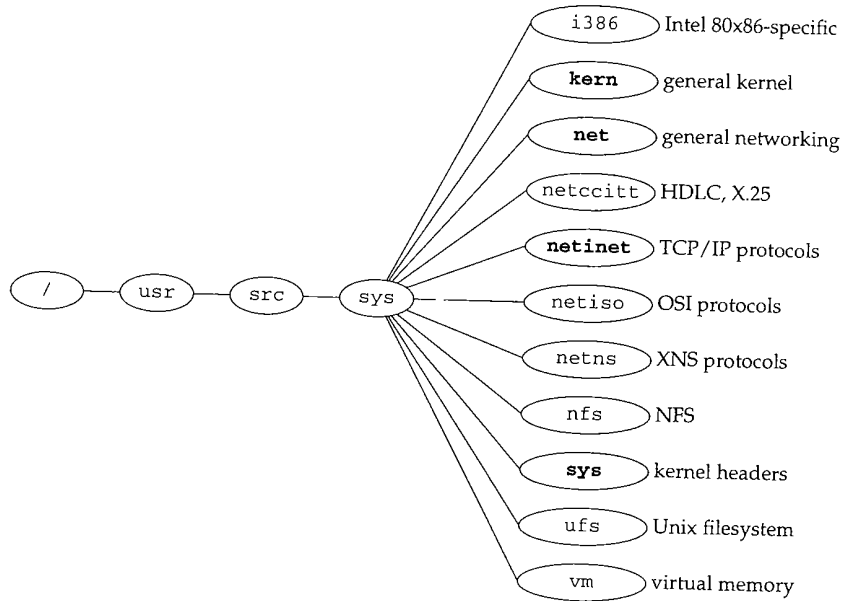 i386 Intel 80x86-specific
kern general kernel
net general networking
netccitt HDLC, X.25
netinet TCP/IP protocols
/ usr src sys netiso OSI protocols
netns XNS protocols
nfs NFS
sys kernel headers
ufs Unix filesystem
vm virtual memory